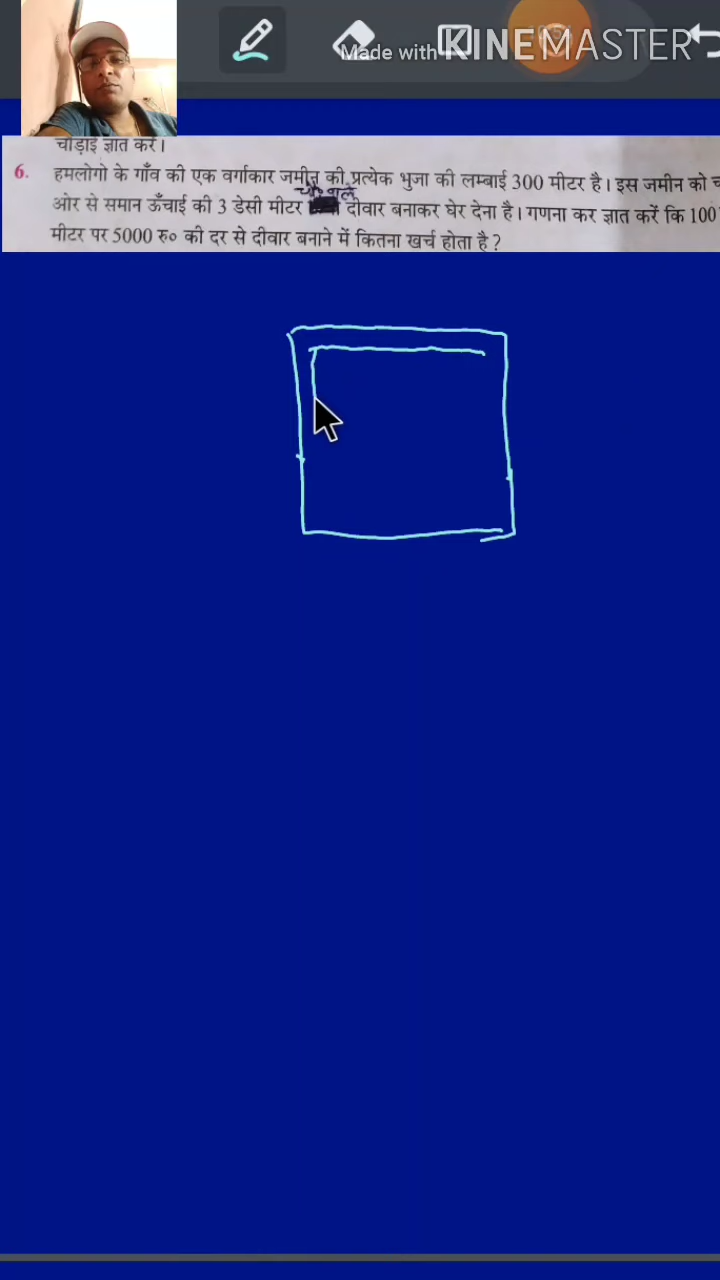 Made with KINEMASTER
चौड़ाई ज्ञात करें।
6. हमलोगो के गाँव की एक वर्गाकार जमीन की प्रत्येक भुजा की लम्बाई 300 मीटर है। इस जमीन को
चौड़ वाले
ओर से समान ऊँचाई की 3 डेसी मीटर दीवार बनाकर घेर देना है। गणना कर ज्ञात करें कि 100
मीटर पर 5000 रु० की दर से दीवार बनाने में कितना खर्च होता है?